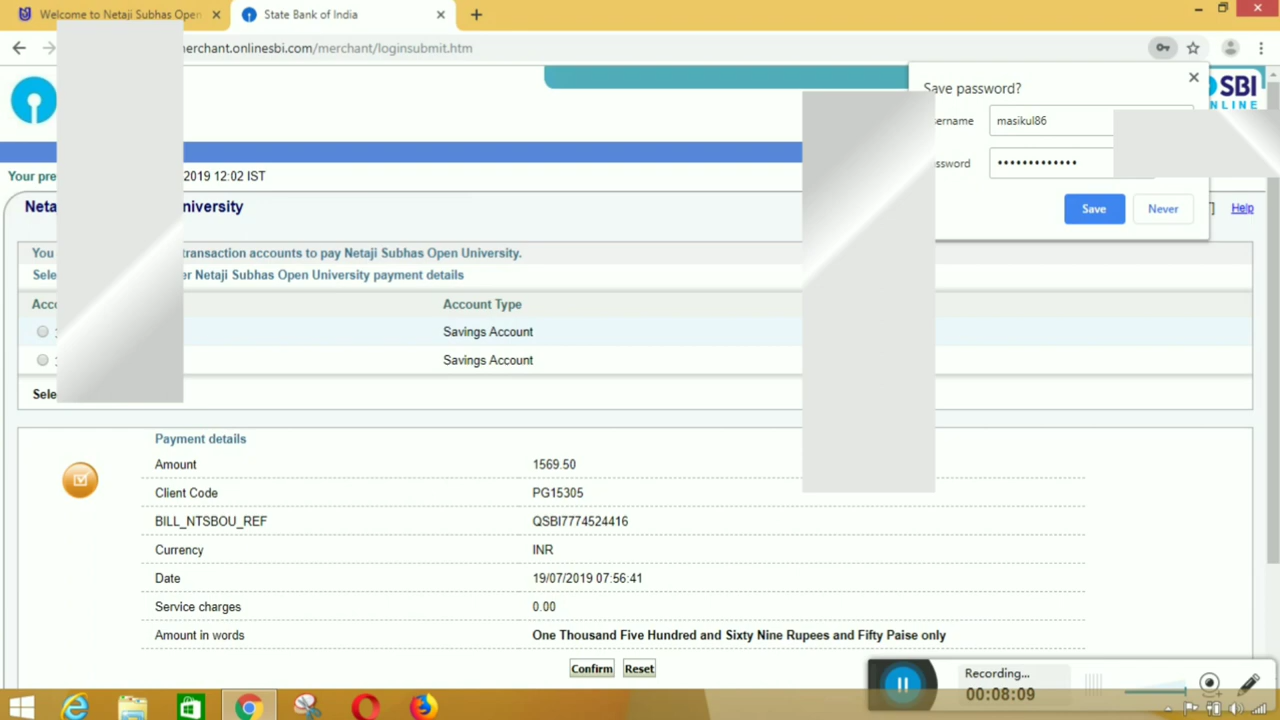 Welcome to Netaji Subhas Open
State Bank of India
erchant.onlinesbi.com/merchant/loginsubmit.htm
Save password?
SBI
NLINE
ername
masikul86
ssword
•••••••••••••
Save
Never
Your pre
2019 12:02 IST
Neta
niversity
Help
You
transaction accounts to pay Netaji Subhas Open University.
Sele
er Netaji Subhas Open University payment details
Acco
Account Type
Savings Account
Savings Account
Sele
Payment details
Amount 1569.50
Client Code PG15305
BILL_NTSBOU_REF QSBI7774524416
Currency INR
Date 19/07/2019 07:56:41
Service charges 0.00
Amount in words One Thousand Five Hundred and Sixty Nine Rupees and Fifty Paise only
Confirm Reset
Recording...
00:08:09